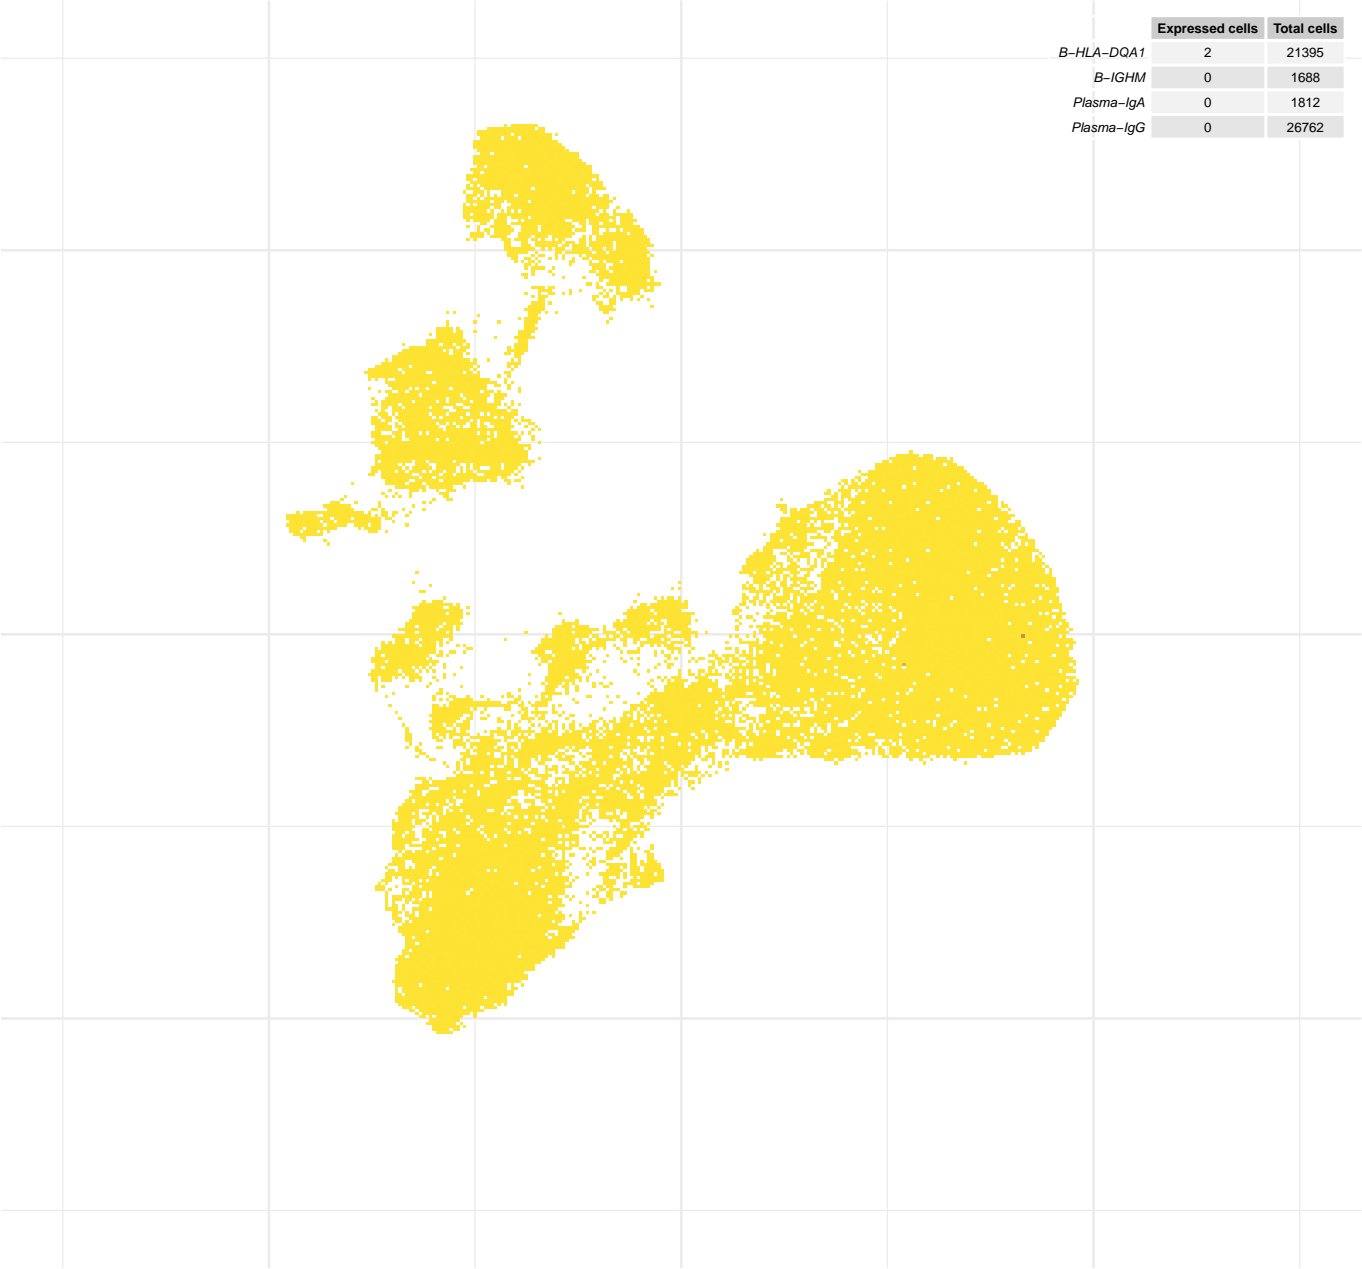 Expressed cells Total cells
B−HLA−DQA1 2 21395
B−IGHM 0 1688
Plasma−IgA 0 1812
Plasma−IgG 0 26762